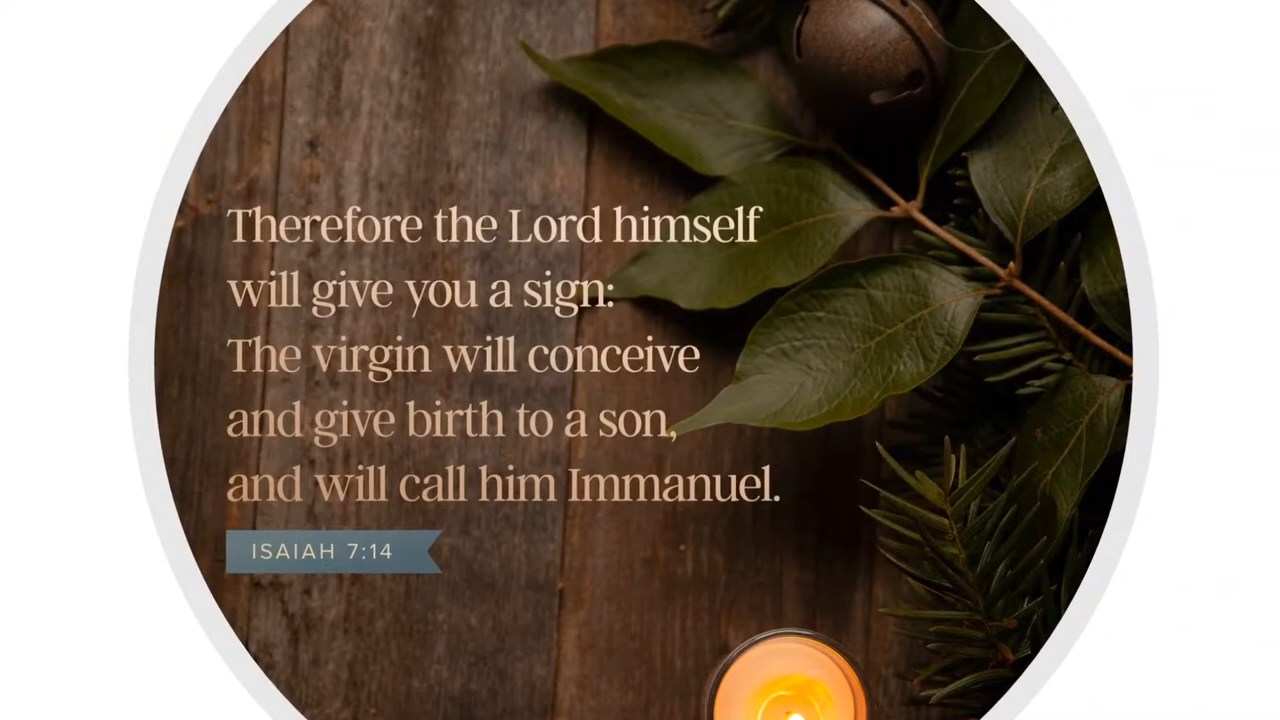 Therefore the Lord himself
will give you a sign:
The virgin will conceive
and give birth to a son,
and will call him Immanuel.
ISAIAH 7:14